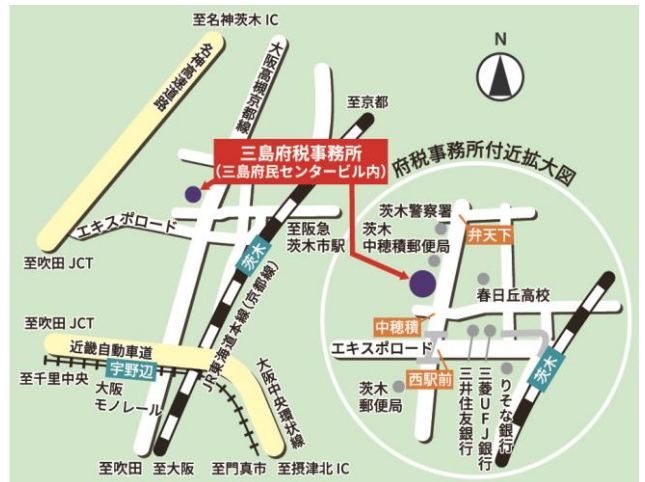 至名神茨木IC
名神高速道路
大阪高槻京都線
至京都
N
三島府税事務所
(三島府民センタービル内)
府税事務所付近拡大図
エキスポロード
至阪急
茨木市駅
至吹田JCT
茨木
JR東海道本線(京都線)
至吹田JCT
近畿自動車道
至千里中央
宇野辺
大阪
モノレール
大阪中央環状線
至吹田
至大阪
至門真市
至摂津北IC
茨木警察署
茨木
中穂積郵便局
弁天下
春日丘高校
中穂積
エキスポロード
西駅前
茨木
茨木
郵便局
三井住友銀行
三菱UFJ銀行
りそな銀行